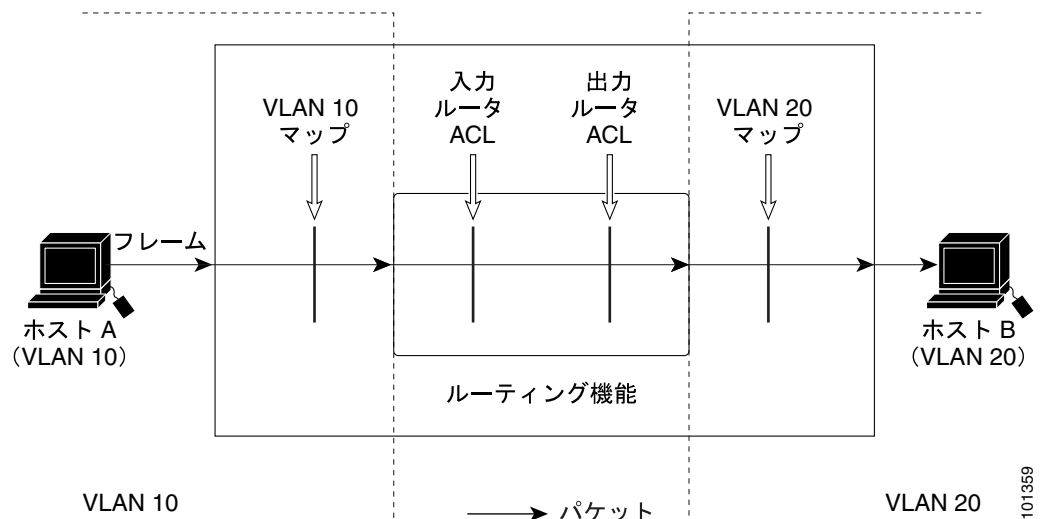 VLAN 10
マップ
入力
ルータ
ACL
出力
ルータ
ACL
VLAN 20
マップ
フレーム
ホスト A
（VLAN 10）
ホスト B
（VLAN 20）
ルーティング機能
VLAN 10
パケット
VLAN 20
101359